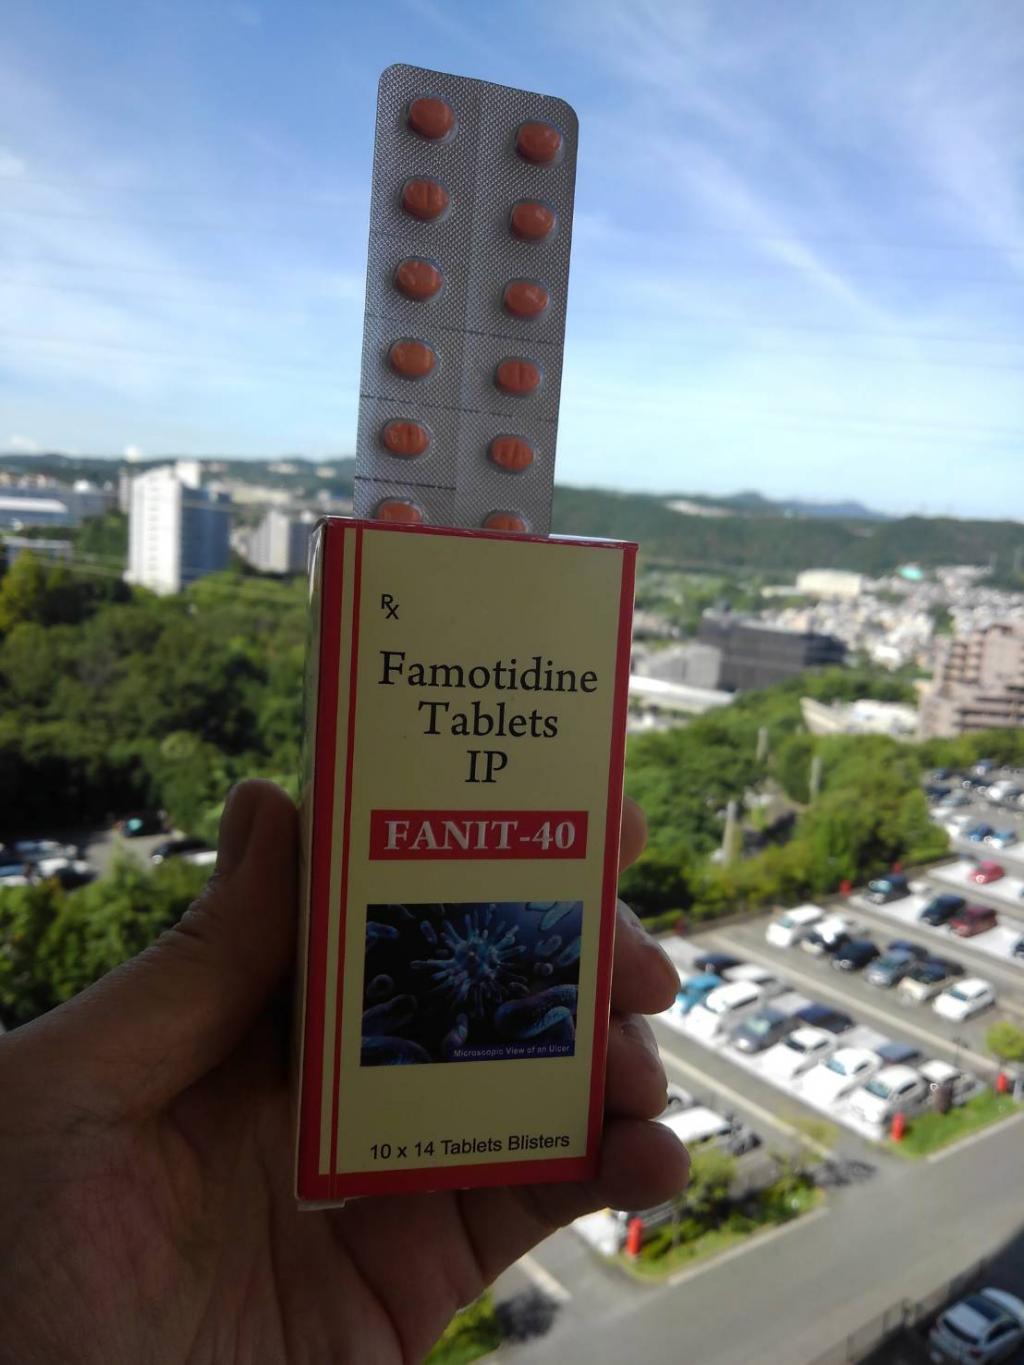 Rx
Famotidine
Tablets
IP
FANIT-40
Microscopic View of an Ulcer
10 x 14 Tablets Blisters